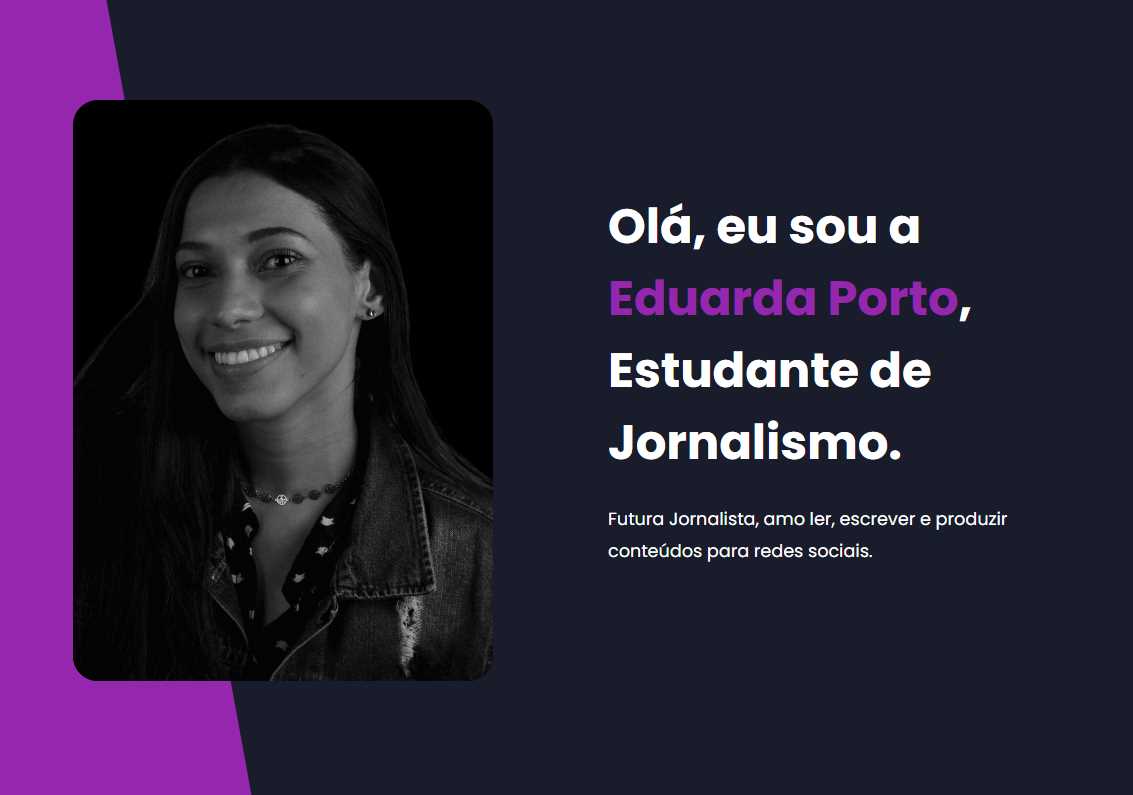 Olá, eu sou a
Eduarda Porto,
Estudante de
Jornalismo.
Futura Jornalista, amo ler, escrever e produzir
conteúdos para redes sociais.